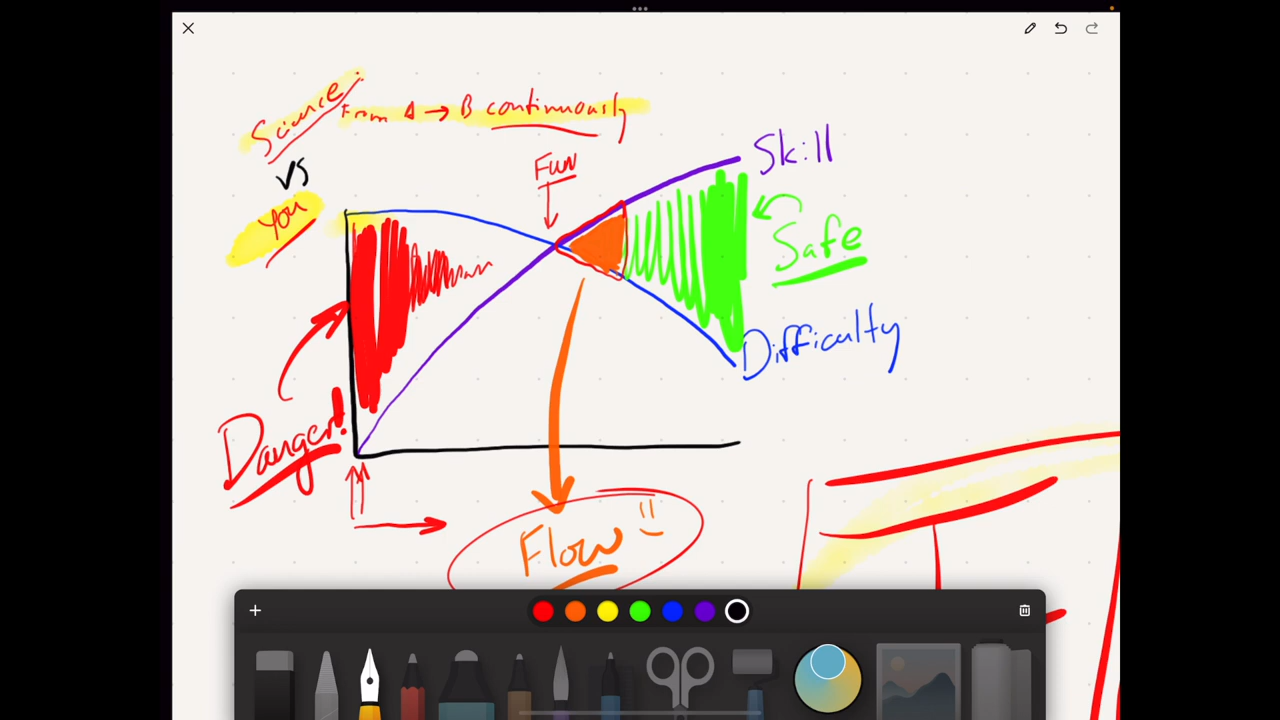 Science
From A → B continuously
VS
You
Fun
Skill
Safe
Difficulty
Danger!
Flow